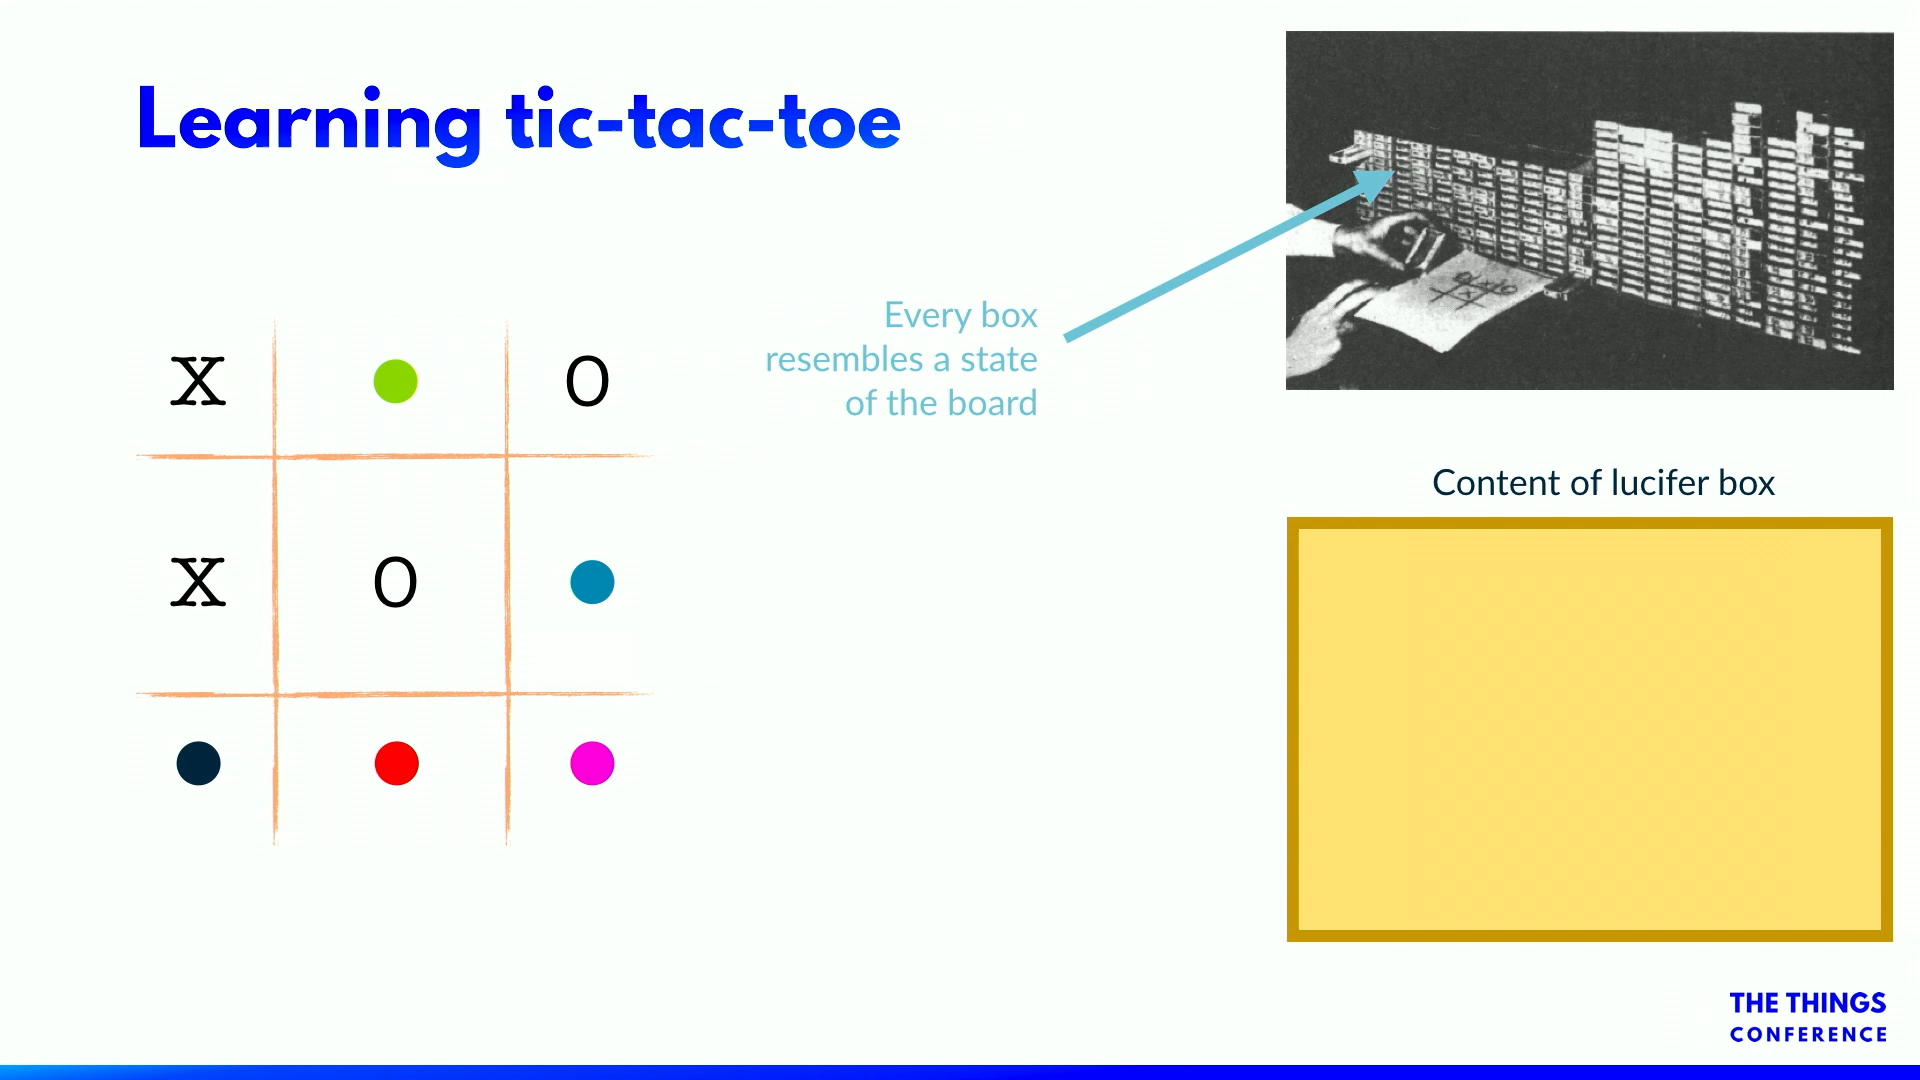 Learning tic-tac-toe
Every box
resembles a state
of the board
X O
X O
Content of lucifer box
THE THINGS
CONFERENCE